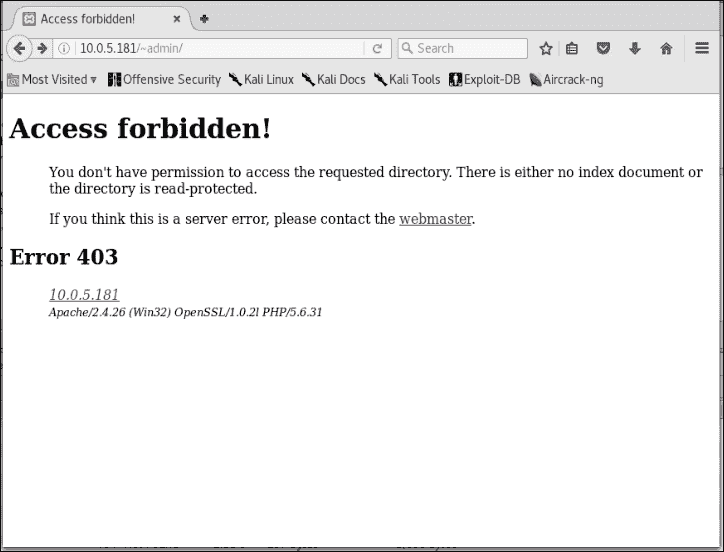 Access forbidden!
10.0.5.181/~admin/
Search
Most Visited
Offensive Security
Kali Linux
Kali Docs
Kali Tools
Exploit-DB
Aircrack-ng
Access forbidden!
You don't have permission to access the requested directory. There is either no index document or
the directory is read-protected.
If you think this is a server error, please contact the webmaster.
Error 403
10.0.5.181
Apache/2.4.26 (Win32) OpenSSL/1.0.2l PHP/5.6.31